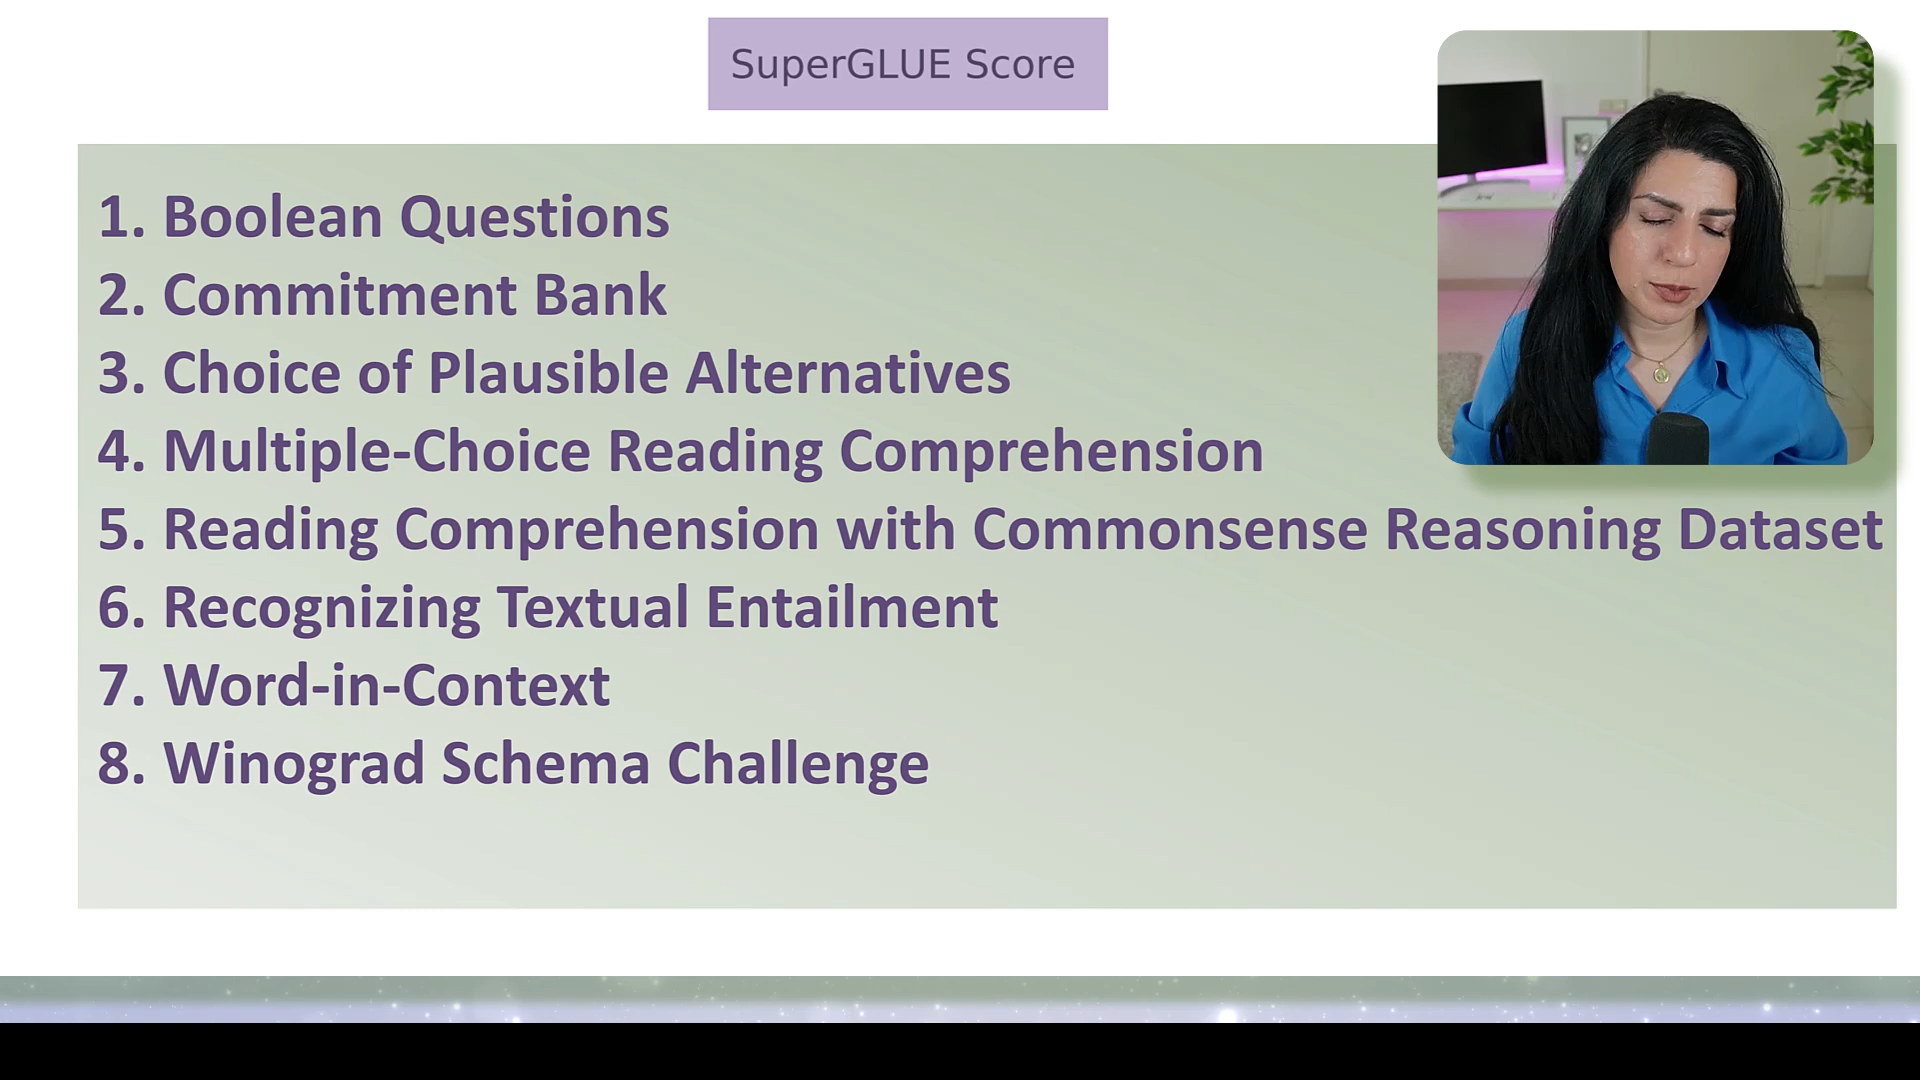 SuperGLUE Score
1. Boolean Questions
2. Commitment Bank
3. Choice of Plausible Alternatives
4. Multiple-Choice Reading Comprehension
5. Reading Comprehension with Commonsense Reasoning Dataset
6. Recognizing Textual Entailment
7. Word-in-Context
8. Winograd Schema Challenge